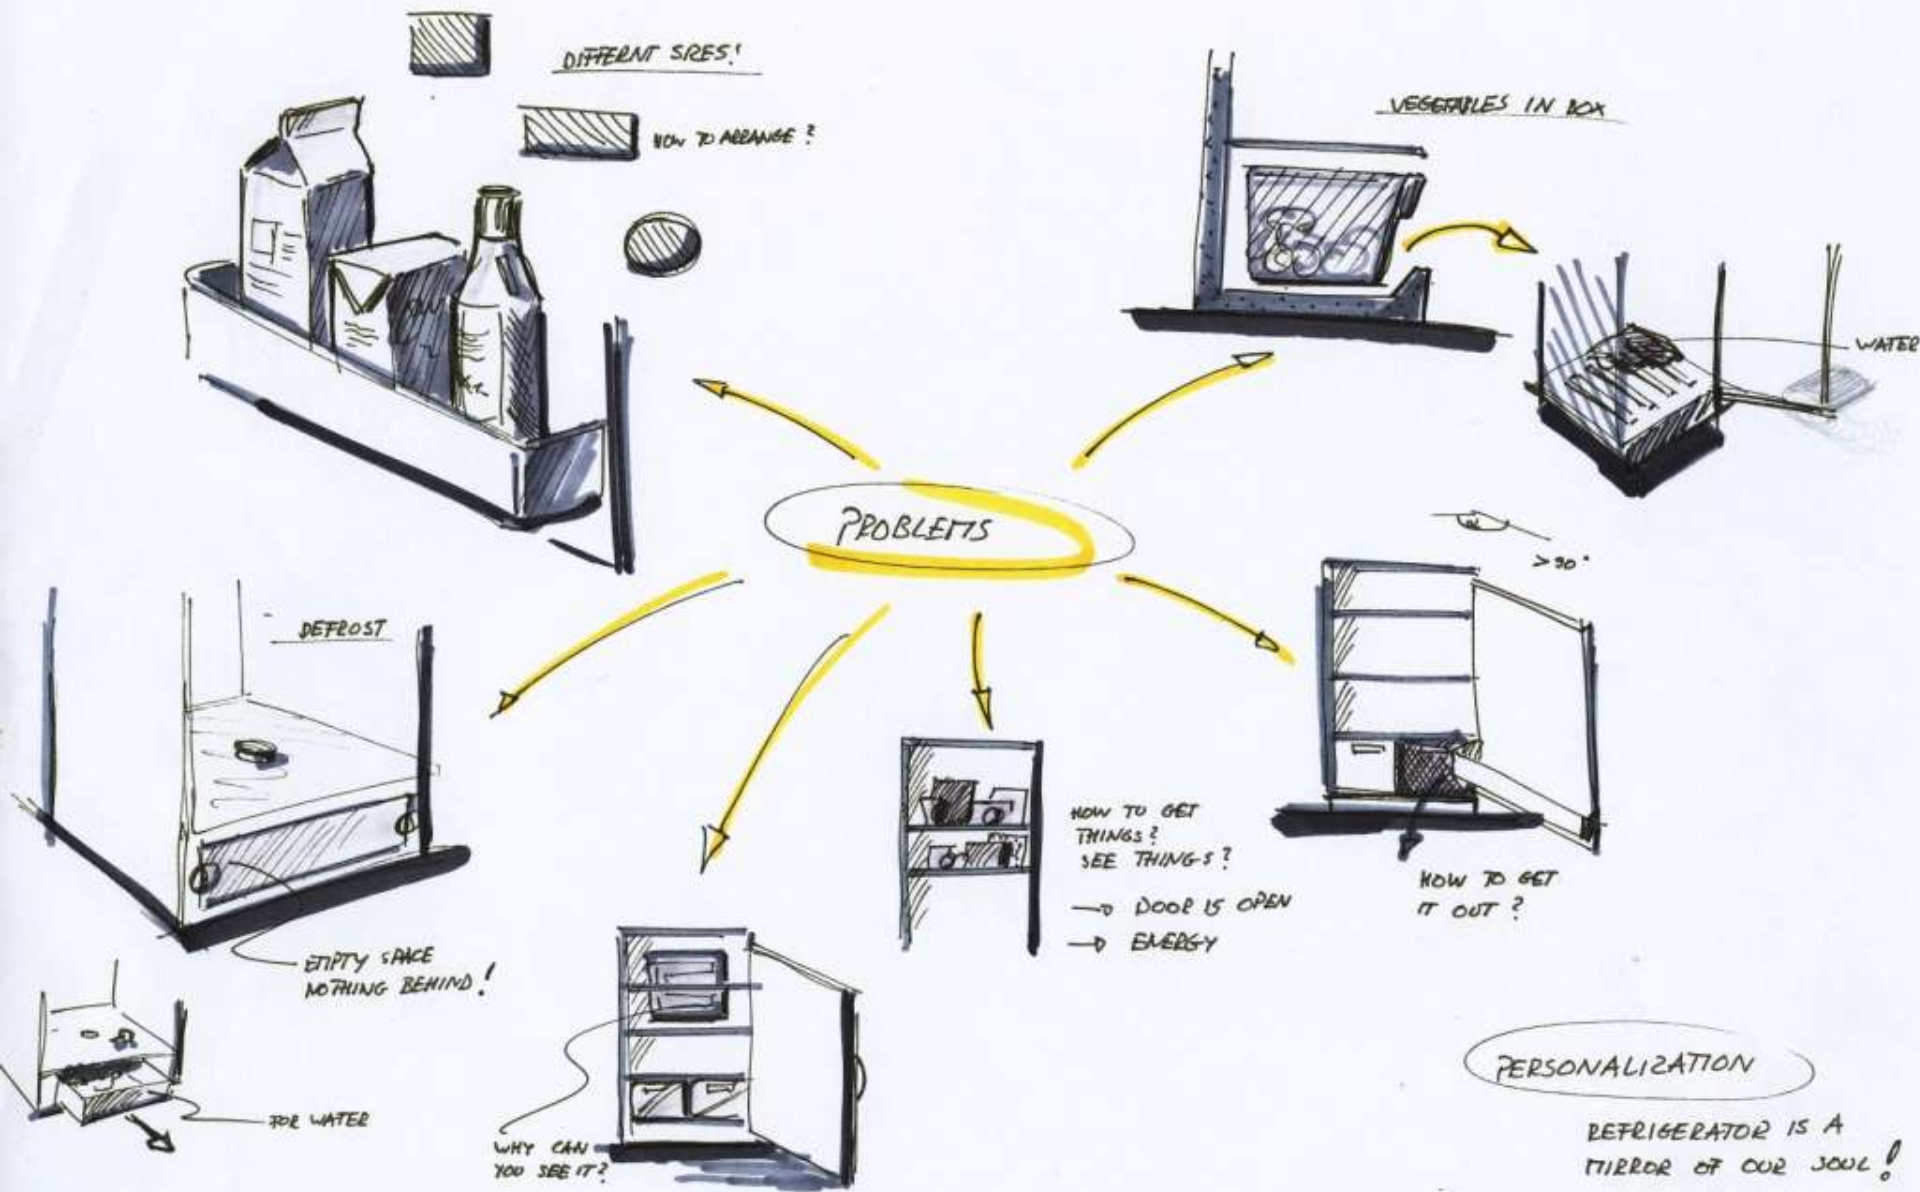 DIFFERNT SIZES!
HOW TO ARRANGE?
VEGETABLES IN BOX
WATER
PROBLEMS
>90°
DEFROST
EMPTY SPACE
NOTHING BEHIND!
FOR WATER
WHY CAN
YOU SEE IT?
HOW TO GET
THINGS?
SEE THINGS?
→ DOOR IS OPEN
→ ENERGY
HOW TO GET
IT OUT?
PERSONALIZATION
REFRIGERATOR IS A
MIRROR OF OUR SOUL!